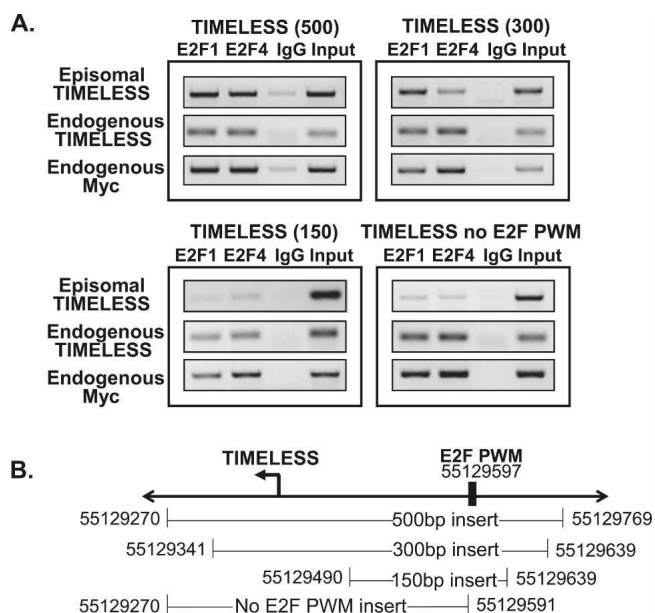 A.
TIMELESS (500)
E2F1 E2F4 IgG Input
Episomal
TIMELESS
Endogenous
TIMELESS
Endogenous
Myc
TIMELESS (300)
E2F1 E2F4 IgG Input
TIMELESS (150)
E2F1 E2F4 IgG Input
Episomal
TIMELESS
Endogenous
TIMELESS
Endogenous
Myc
TIMELESS no E2F PWM
E2F1 E2F4 IgG Input
B.
TIMELESS
E2F PWM
55129597
55129270 500bp insert 55129769
55129341 300bp insert 55129639
55129490 150bp insert 55129639
55129270 No E2F PWM insert 55129591